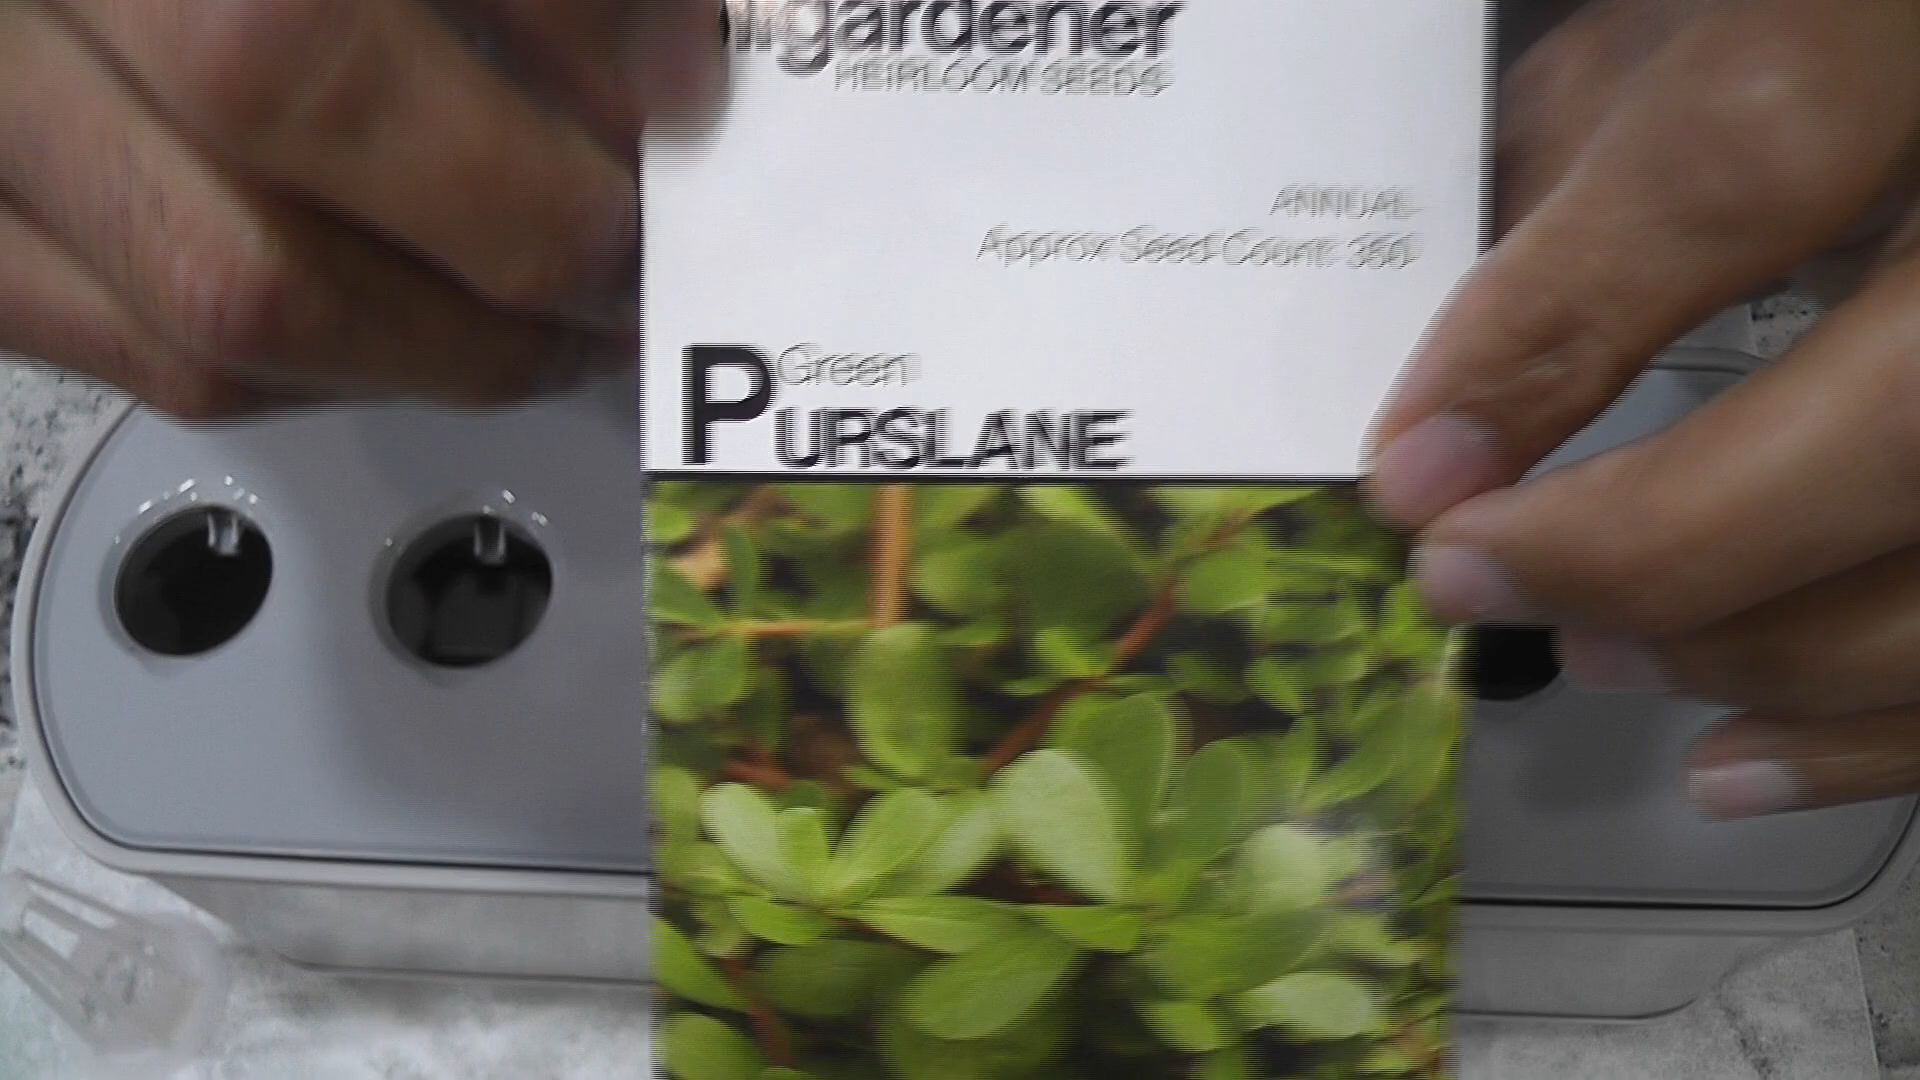 gardener
HEIRLOOM SEEDS
ANNUAL
Approx Seed Count: 350
Green
PURSLANE